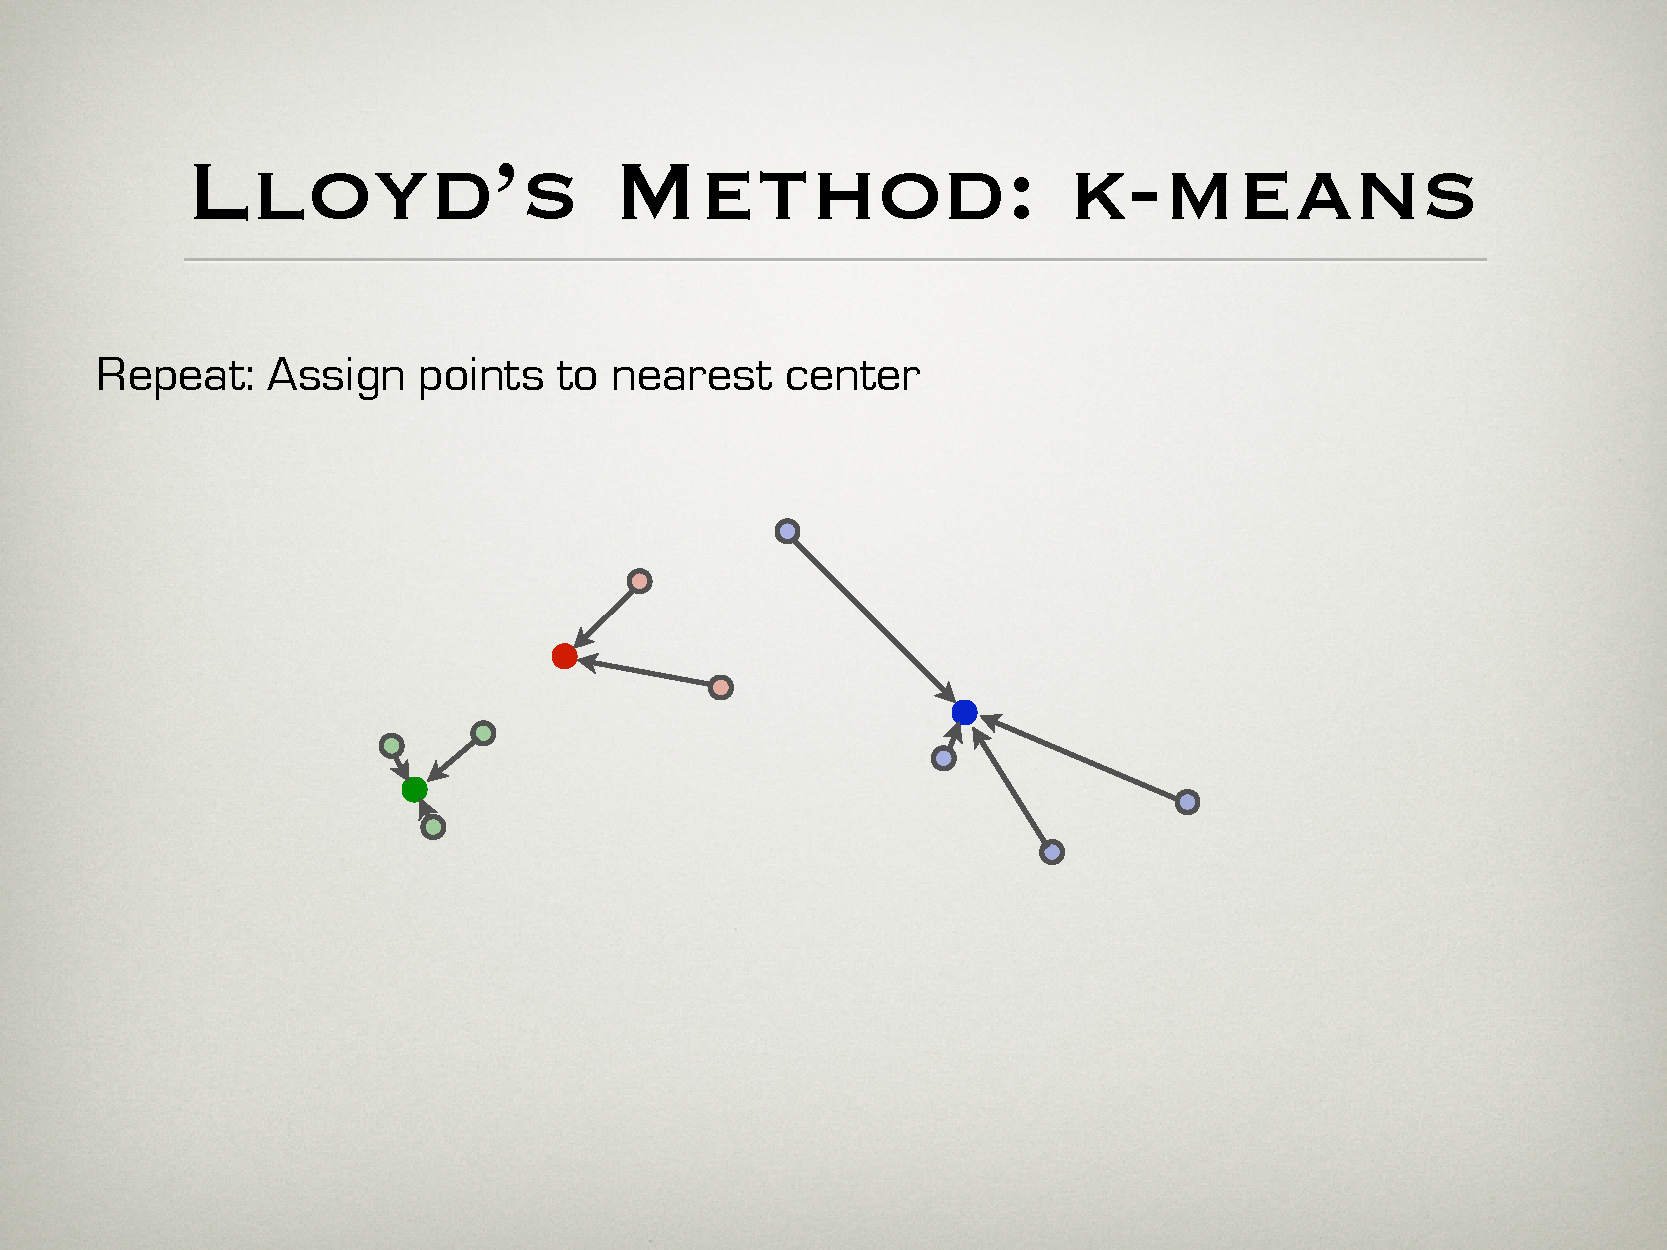 Lloyd's Method: k-means
Repeat: Assign points to nearest center